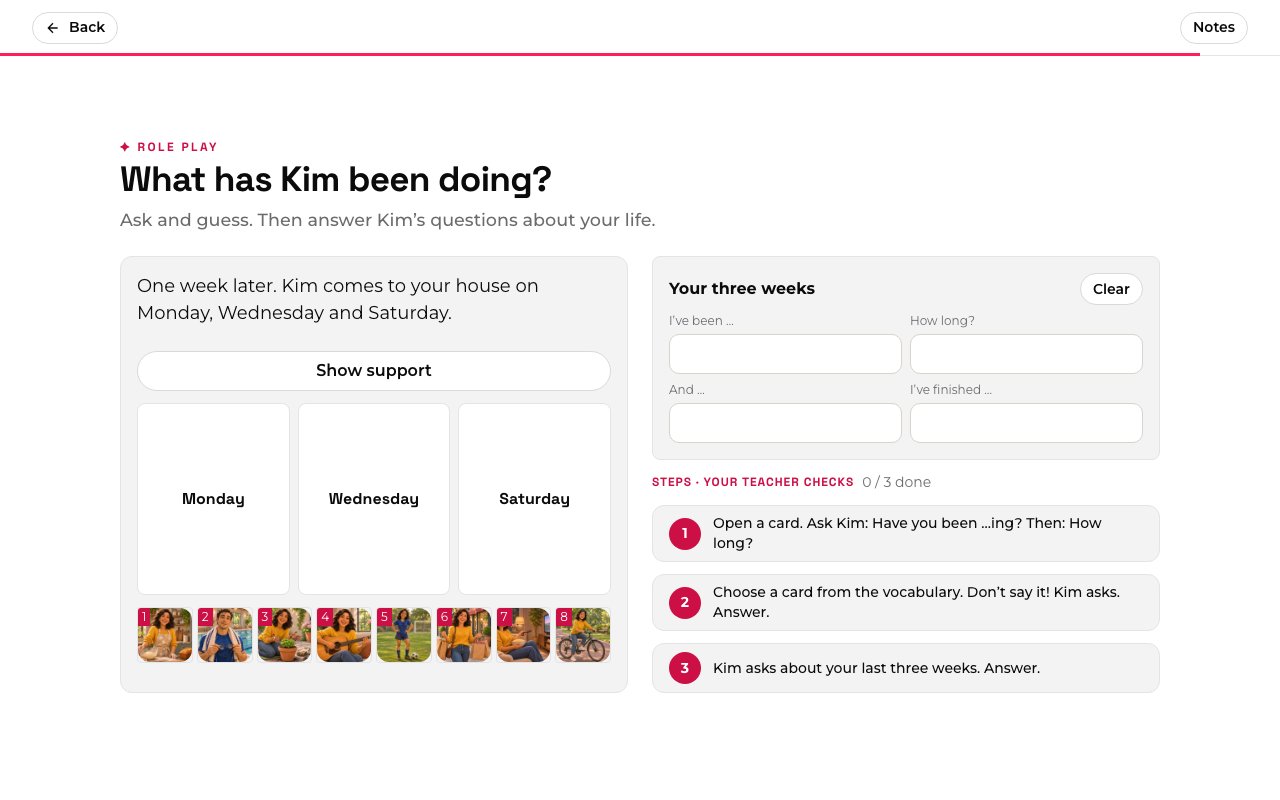 Back
Notes
ROLE PLAY
What has Kim been doing?
Ask and guess. Then answer Kim's questions about your life.
One week later. Kim comes to your house on
Monday, Wednesday and Saturday.
Show support
Monday
Wednesday
Saturday
1
2
3
4
5
6
7
8
Your three weeks
Clear
I've been ...
How long?
And ...
I've finished ...
STEPS · YOUR TEACHER CHECKS 0 / 3 done
1
Open a card. Ask Kim: Have you been ...ing? Then: How
long?
2
Choose a card from the vocabulary. Don't say it! Kim asks.
Answer.
3
Kim asks about your last three weeks. Answer.